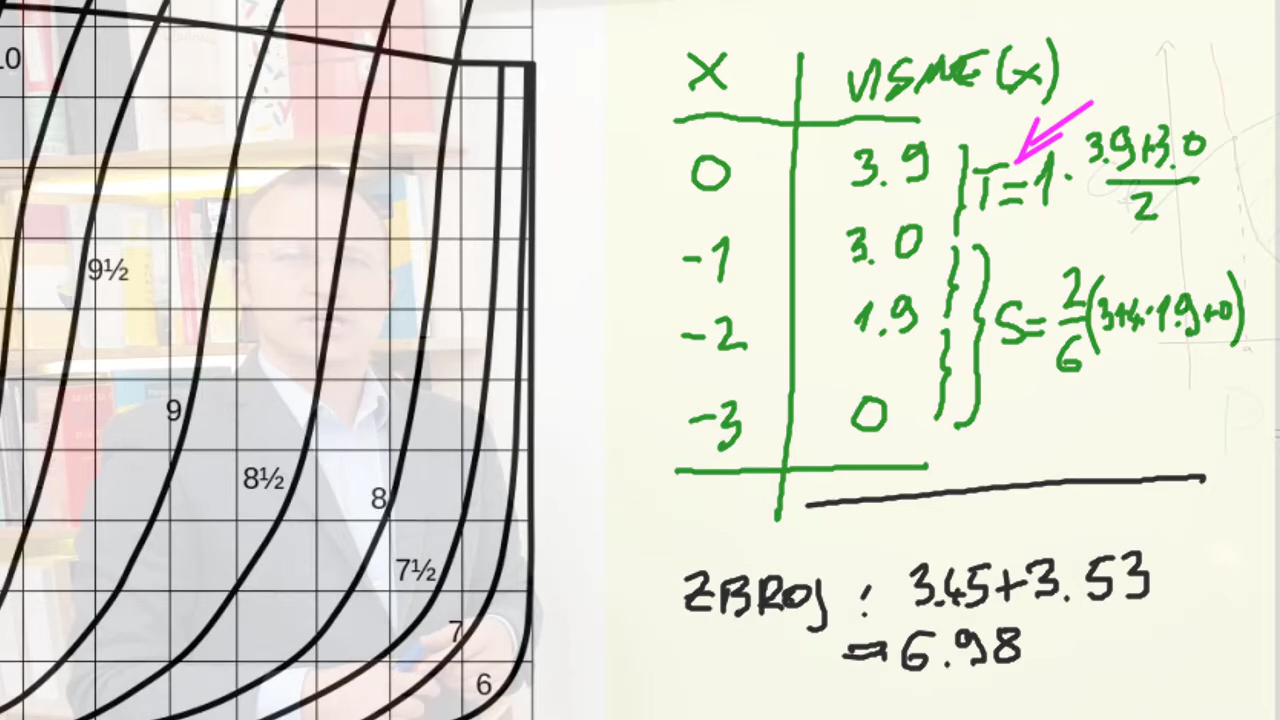 10
9½
9
8½
8
7½
7
6
X VISINE(X)
0 3.9 T=1· 3.9+3.0 / 2
-1 3.0
-2 1.9 S= 2/6 (3+4·1.9+0)
-3 0
ZBROJ : 3.45+3.53
= 6.98